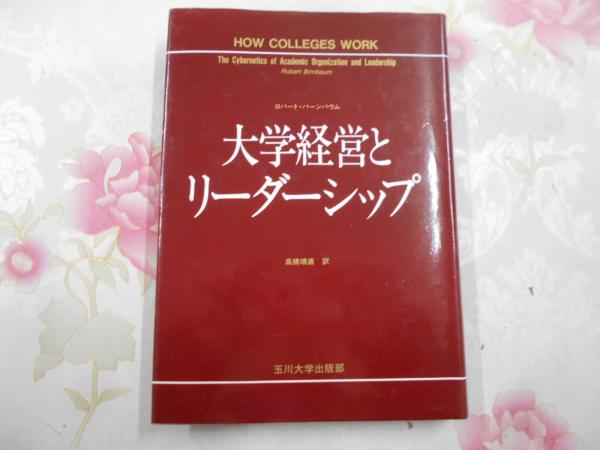 HOW COLLEGES WORK
The Cybernetics of Academic Organization and Leadership
Robert Birnbaum
ロバート・バーンバウム
大学経営と
リーダーシップ
高橋靖直 訳
玉川大学出版部